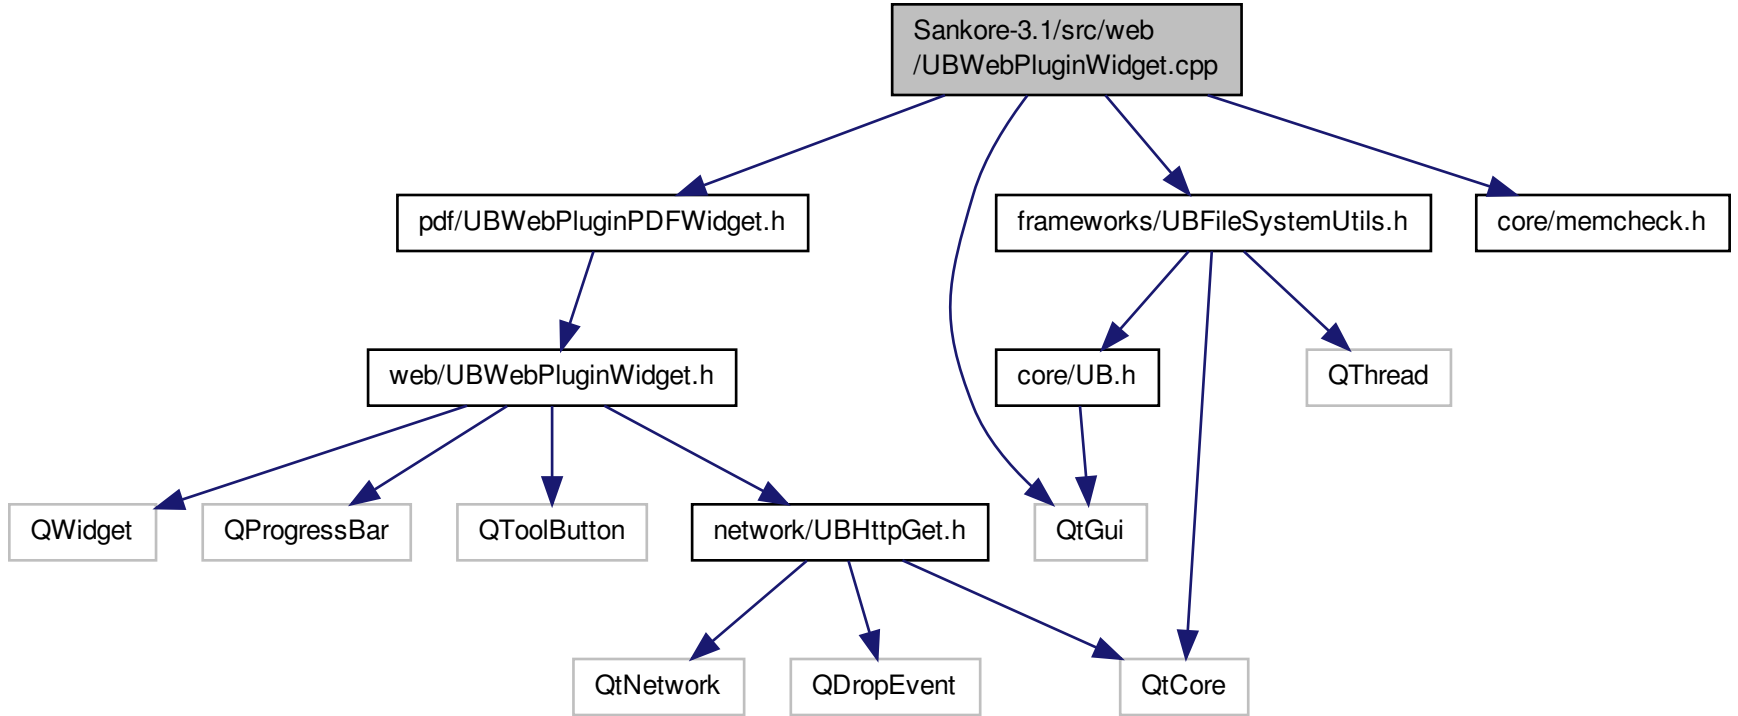 Sankore-3.1/src/web
/UBWebPluginWidget.cpp
pdf/UBWebPluginPDFWidget.h
frameworks/UBFileSystemUtils.h
core/memcheck.h
web/UBWebPluginWidget.h
core/UB.h
QThread
QWidget
QProgressBar
QToolButton
network/UBHttpGet.h
QtGui
QtNetwork
QDropEvent
QtCore